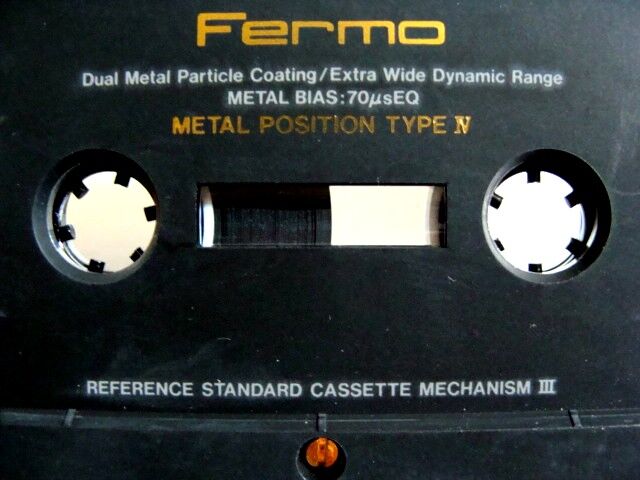 Fermo
Dual Metal Particle Coating/Extra Wide Dynamic Range
METAL BIAS:70μsEQ
METAL POSITION TYPE IV
REFERENCE STANDARD CASSETTE MECHANISM III